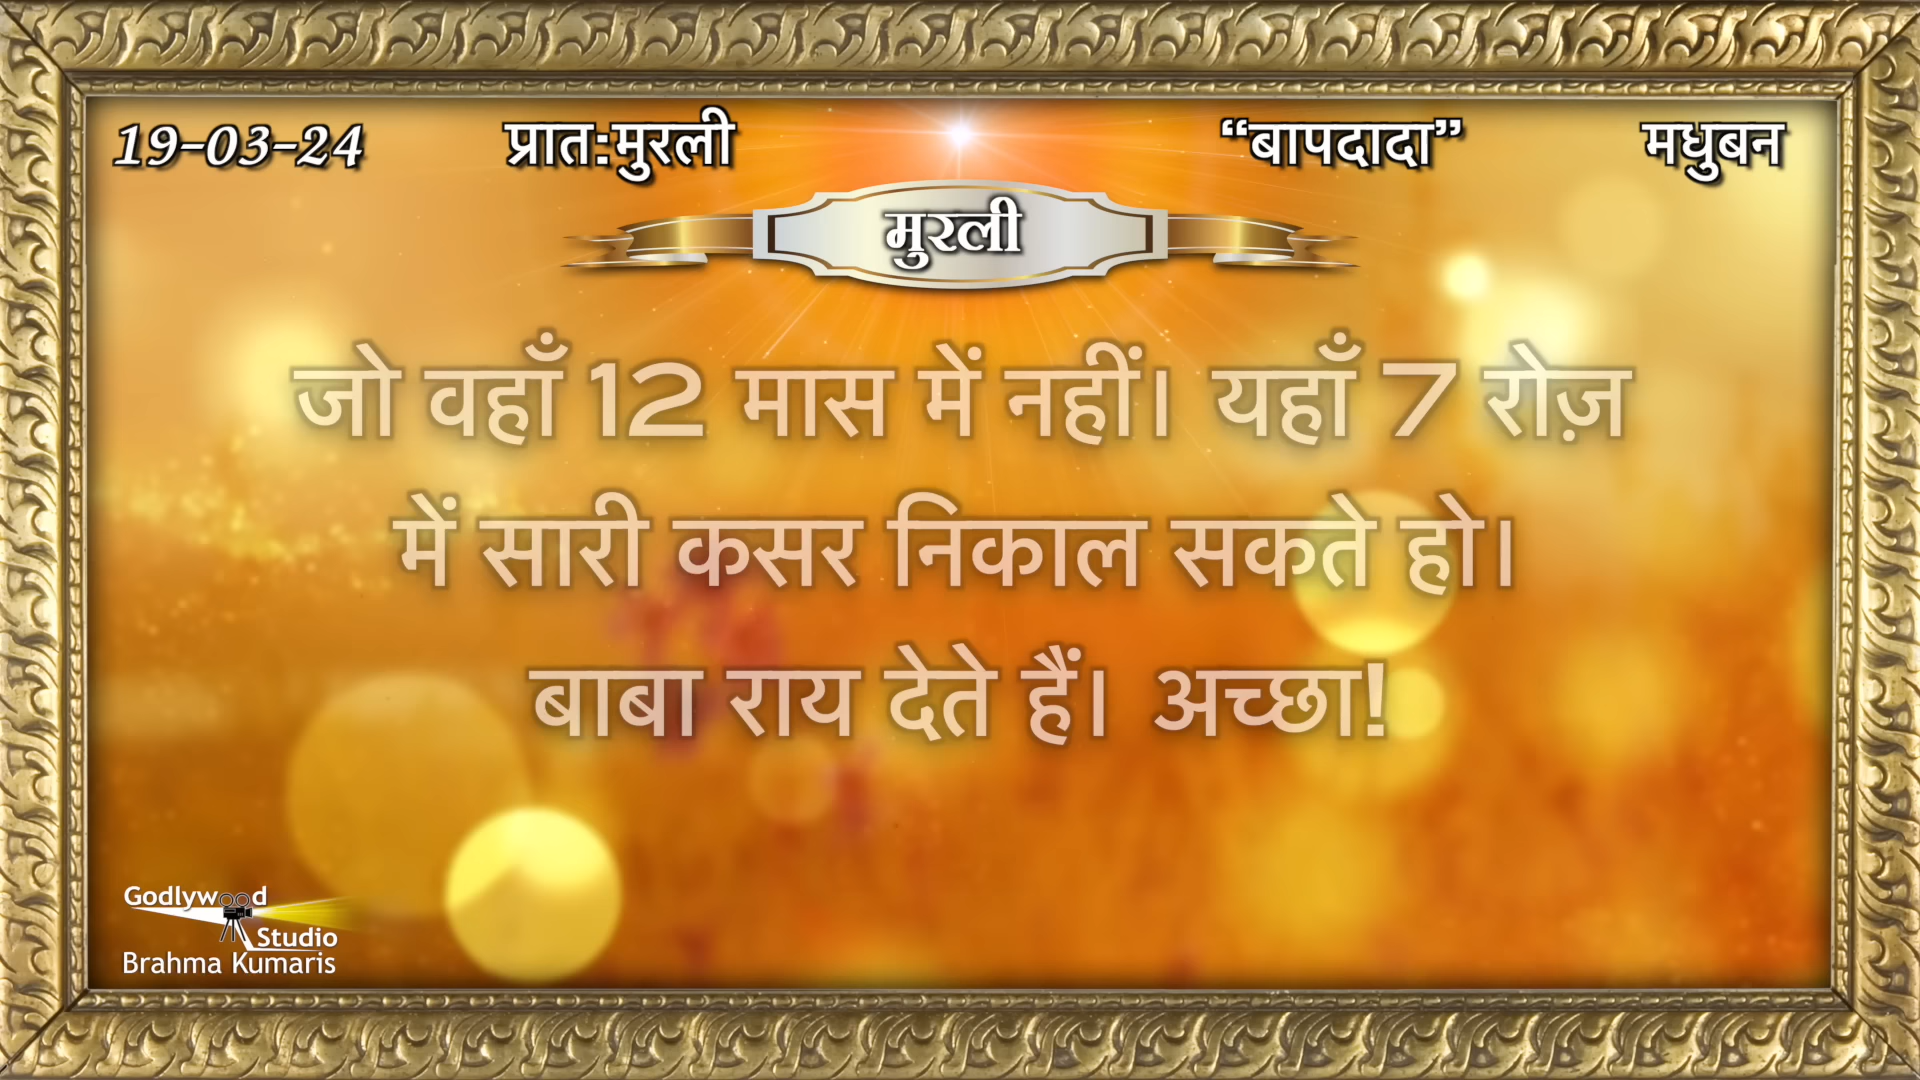 19-03-24 प्रात:मुरली “बापदादा” मधुबन
मुरली
जो वहाँ 12 मास में नहीं। यहाँ 7 रोज़
में सारी कसर निकाल सकते हो।
बाबा राय देते हैं। अच्छा!
Godlywood
Studio
Brahma Kumaris